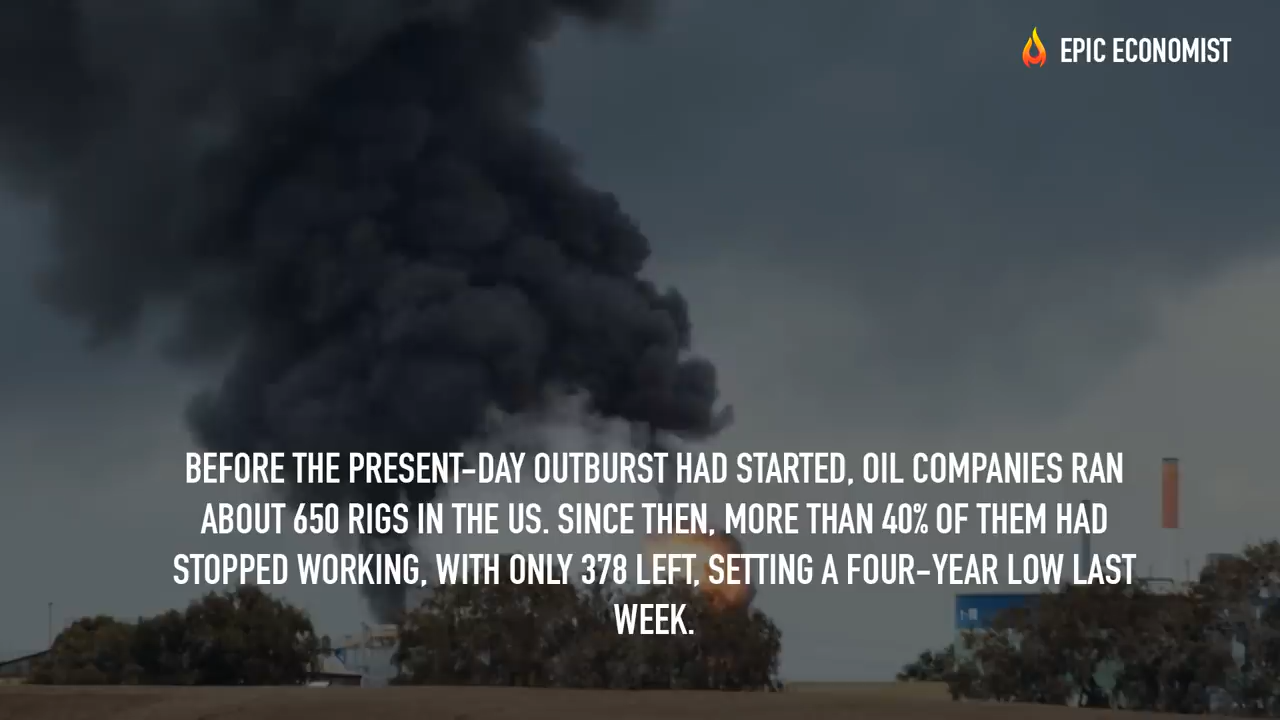 EPIC ECONOMIST
BEFORE THE PRESENT-DAY OUTBURST HAD STARTED, OIL COMPANIES RAN
ABOUT 650 RIGS IN THE US. SINCE THEN, MORE THAN 40% OF THEM HAD
STOPPED WORKING, WITH ONLY 378 LEFT, SETTING A FOUR-YEAR LOW LAST
WEEK.